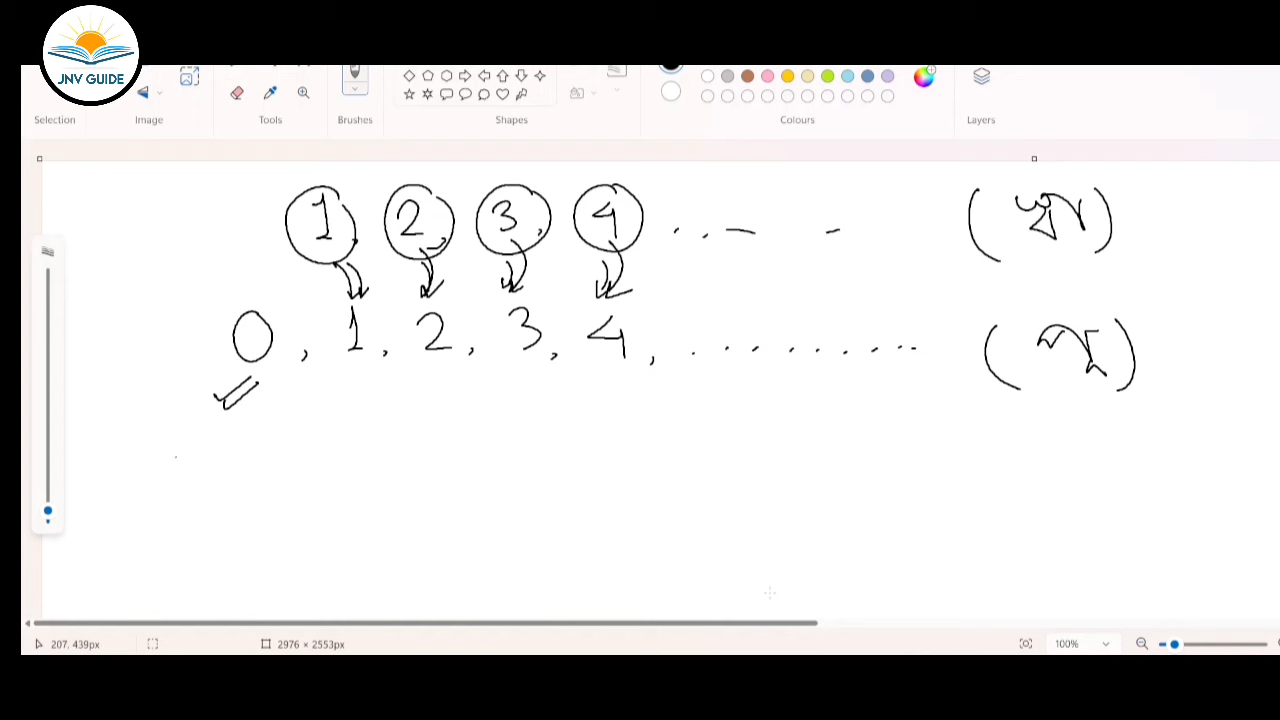 JNV GUIDE
Selection Image Tools Brushes Shapes Colours Layers
1, 2, 3, 4 . . — -
0, 1, 2, 3, 4, . . . . . . . . .
207, 439px 2976 × 2553px 100%